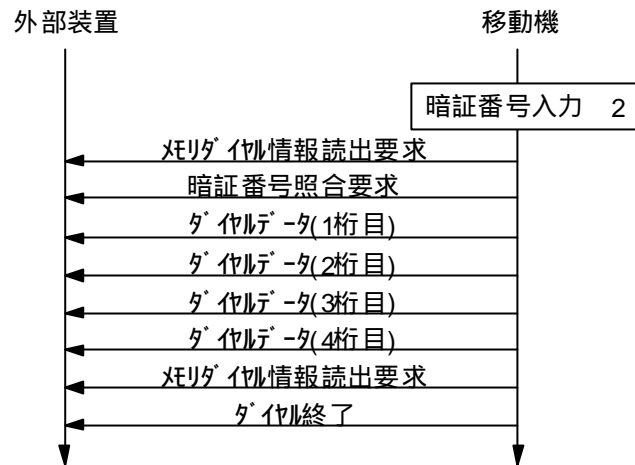 外部装置 移動機
暗証番号入力 2
ﾒﾓﾘﾀﾞｲﾔﾙ情報読出要求
暗証番号照合要求
ﾀﾞｲﾔﾙﾃﾞｰﾀ(1桁目)
ﾀﾞｲﾔﾙﾃﾞｰﾀ(2桁目)
ﾀﾞｲﾔﾙﾃﾞｰﾀ(3桁目)
ﾀﾞｲﾔﾙﾃﾞｰﾀ(4桁目)
ﾒﾓﾘﾀﾞｲﾔﾙ情報読出要求
ﾀﾞｲﾔﾙ終了